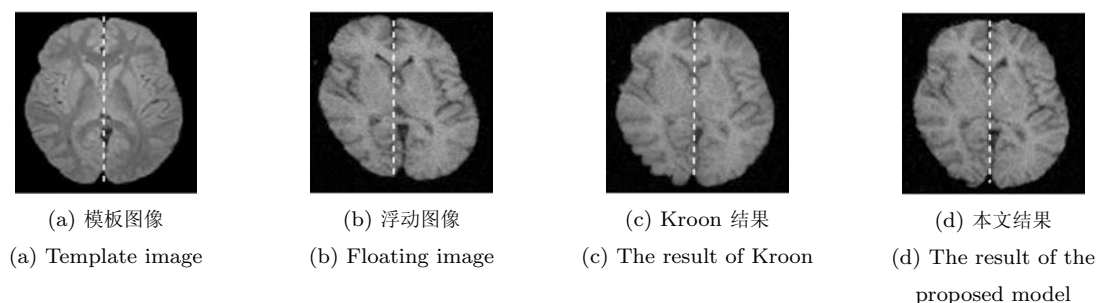 (a) 模板图像
(b) 浮动图像
(c) Kroon 结果
(d) 本文结果
(a) Template image
(b) Floating image
(c) The result of Kroon
(d) The result of the
proposed model